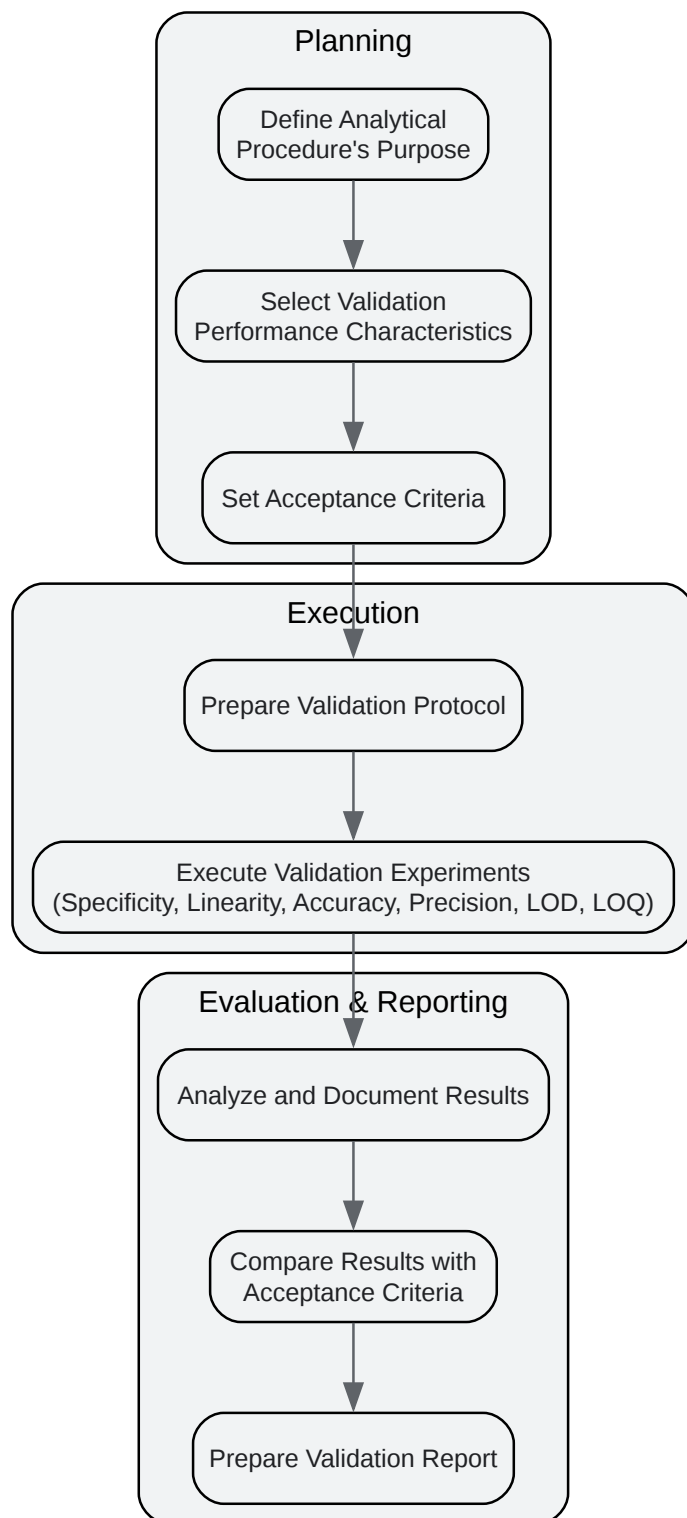 Planning
Define Analytical
Procedure's Purpose
Select Validation
Performance Characteristics
Set Acceptance Criteria
Execution
Prepare Validation Protocol
Execute Validation Experiments
(Specificity, Linearity, Accuracy, Precision, LOD, LOQ)
Evaluation & Reporting
Analyze and Document Results
Compare Results with
Acceptance Criteria
Prepare Validation Report